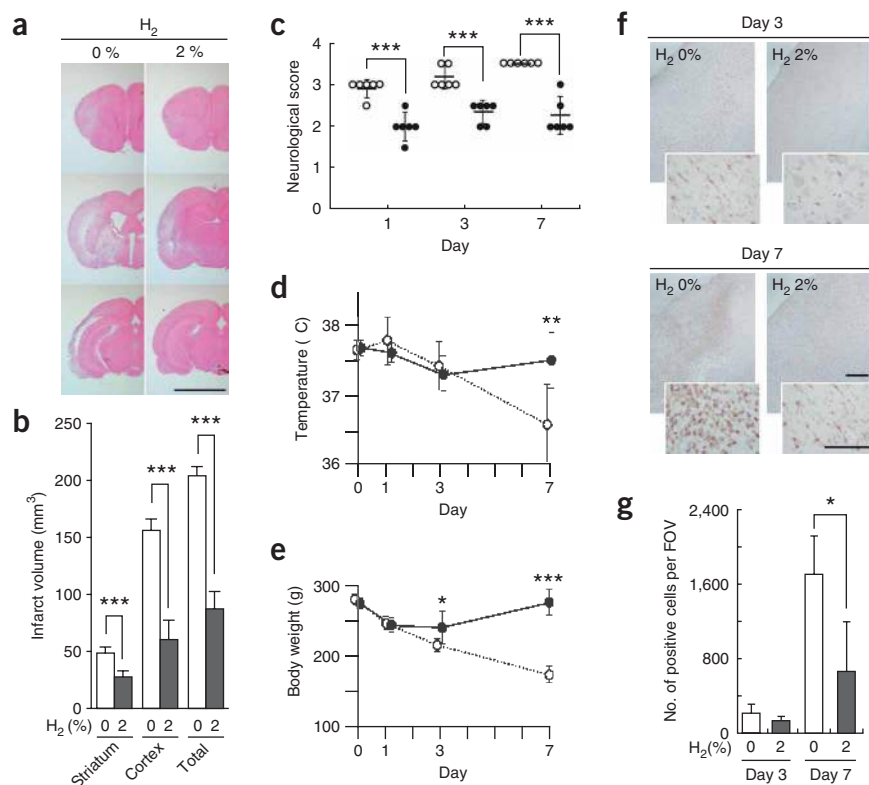 a
H2
0 %
2 %
b
Infarct volume (mm3)
250
200
150
100
50
0
***
***
***
H2 (%)
0 2 0 2 0 2
Striatum
Cortex
Total
c
Neurological score
4
3
2
1
0
***
***
***
1 3 7
Day
d
Temperature ( C)
38
37
36
**
0 1 3 7
Day
e
Body weight (g)
300
200
100
*
***
0 1 3 7
Day
f
Day 3
H2 0%
H2 2%
Day 7
H2 0%
H2 2%
g
No. of positive cells per FOV
2,400
1,600
800
0
*
H2(%)
0 2 0 2
Day 3 Day 7